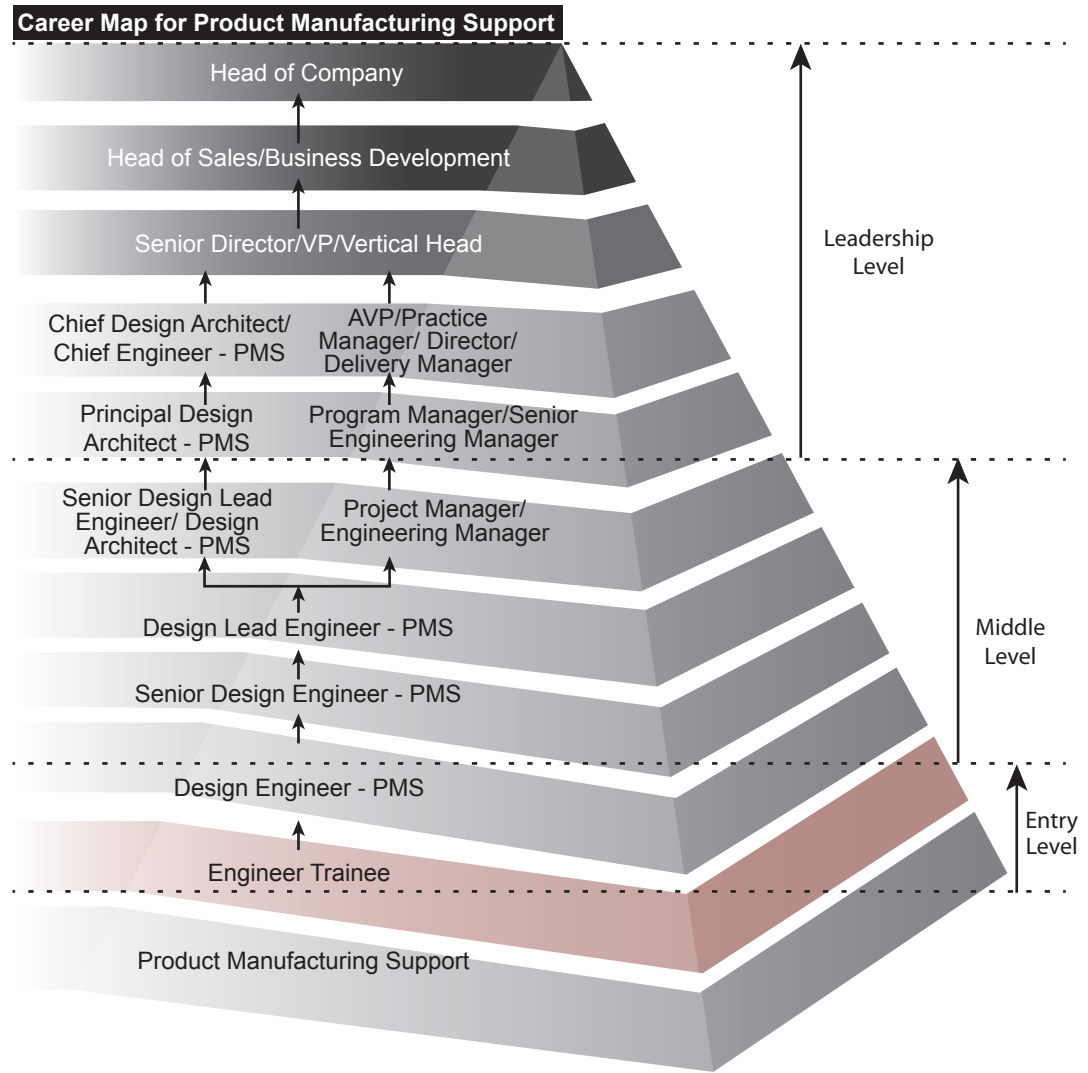 Career Map for Product Manufacturing Support
Head of Company
Head of Sales/Business Development
Senior Director/VP/Vertical Head
Leadership
Level
Chief Design Architect/
Chief Engineer - PMS
AVP/Practice
Manager/ Director/
Delivery Manager
Principal Design
Architect - PMS
Program Manager/Senior
Engineering Manager
Senior Design Lead
Engineer/ Design
Architect - PMS
Project Manager/
Engineering Manager
Design Lead Engineer - PMS
Middle
Level
Senior Design Engineer - PMS
Design Engineer - PMS
Entry
Level
Engineer Trainee
Product Manufacturing Support